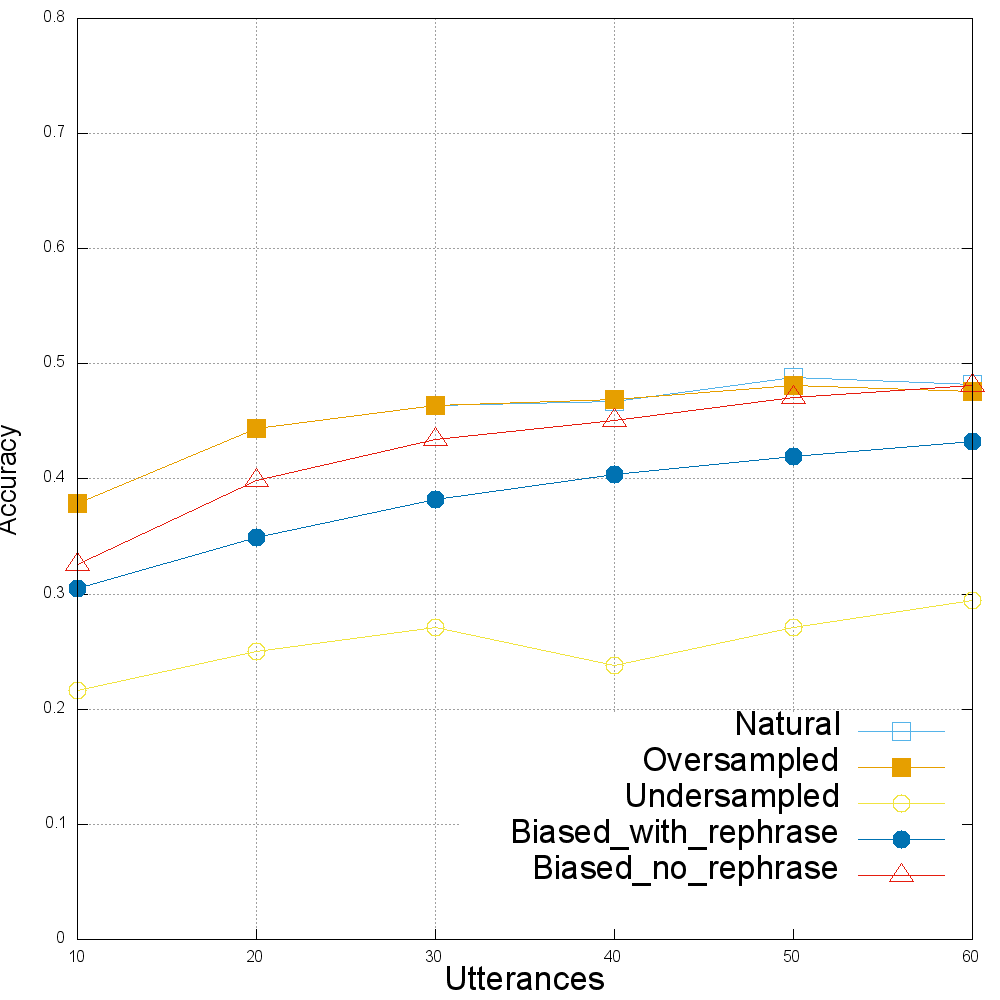 0.8
0.7
0.6
0.5
0.4
0.3
0.2
0.1
0
Accuracy
Natural
Oversampled
Undersampled
Biased_with_rephrase
Biased_no_rephrase
10 20 30 40 50 60
Utterances